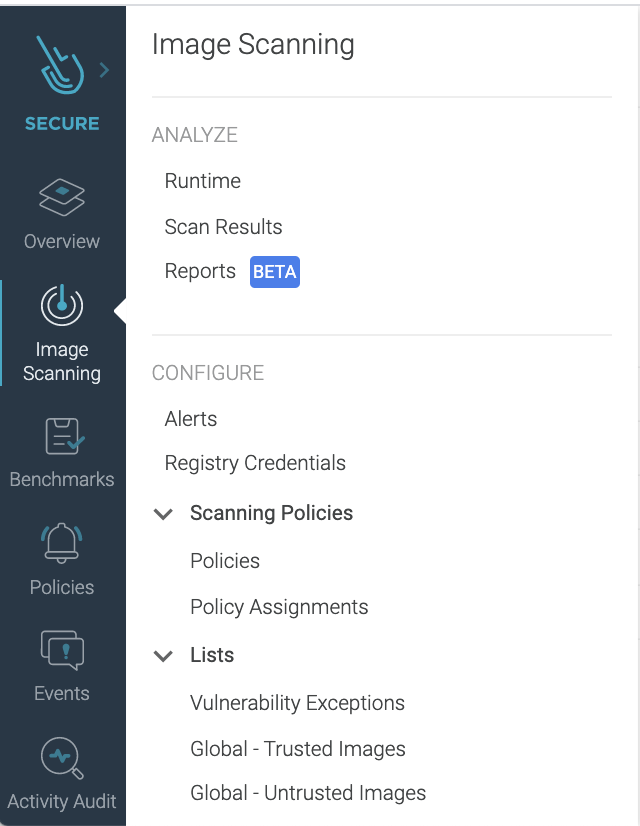 SECURE
Overview
Image
Scanning
Benchmarks
Policies
Events
Activity Audit
Image Scanning
ANALYZE
Runtime
Scan Results
Reports BETA
CONFIGURE
Alerts
Registry Credentials
Scanning Policies
Policies
Policy Assignments
Lists
Vulnerability Exceptions
Global - Trusted Images
Global - Untrusted Images